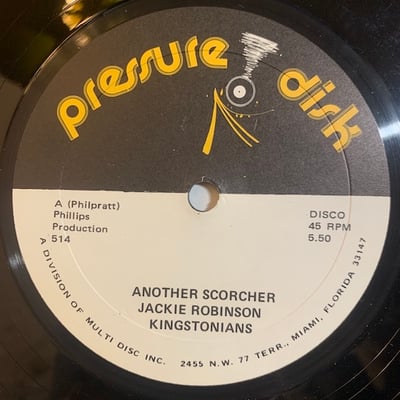 pressure disk
A (Philpratt)
Phillips
Production
514
DISCO
45 RPM
5.50
ANOTHER SCORCHER
JACKIE ROBINSON
KINGSTONIANS
A DIVISION OF MULTI DISC INC. 2455 N.W. 77 TERR., MIAMI, FLORIDA 33147